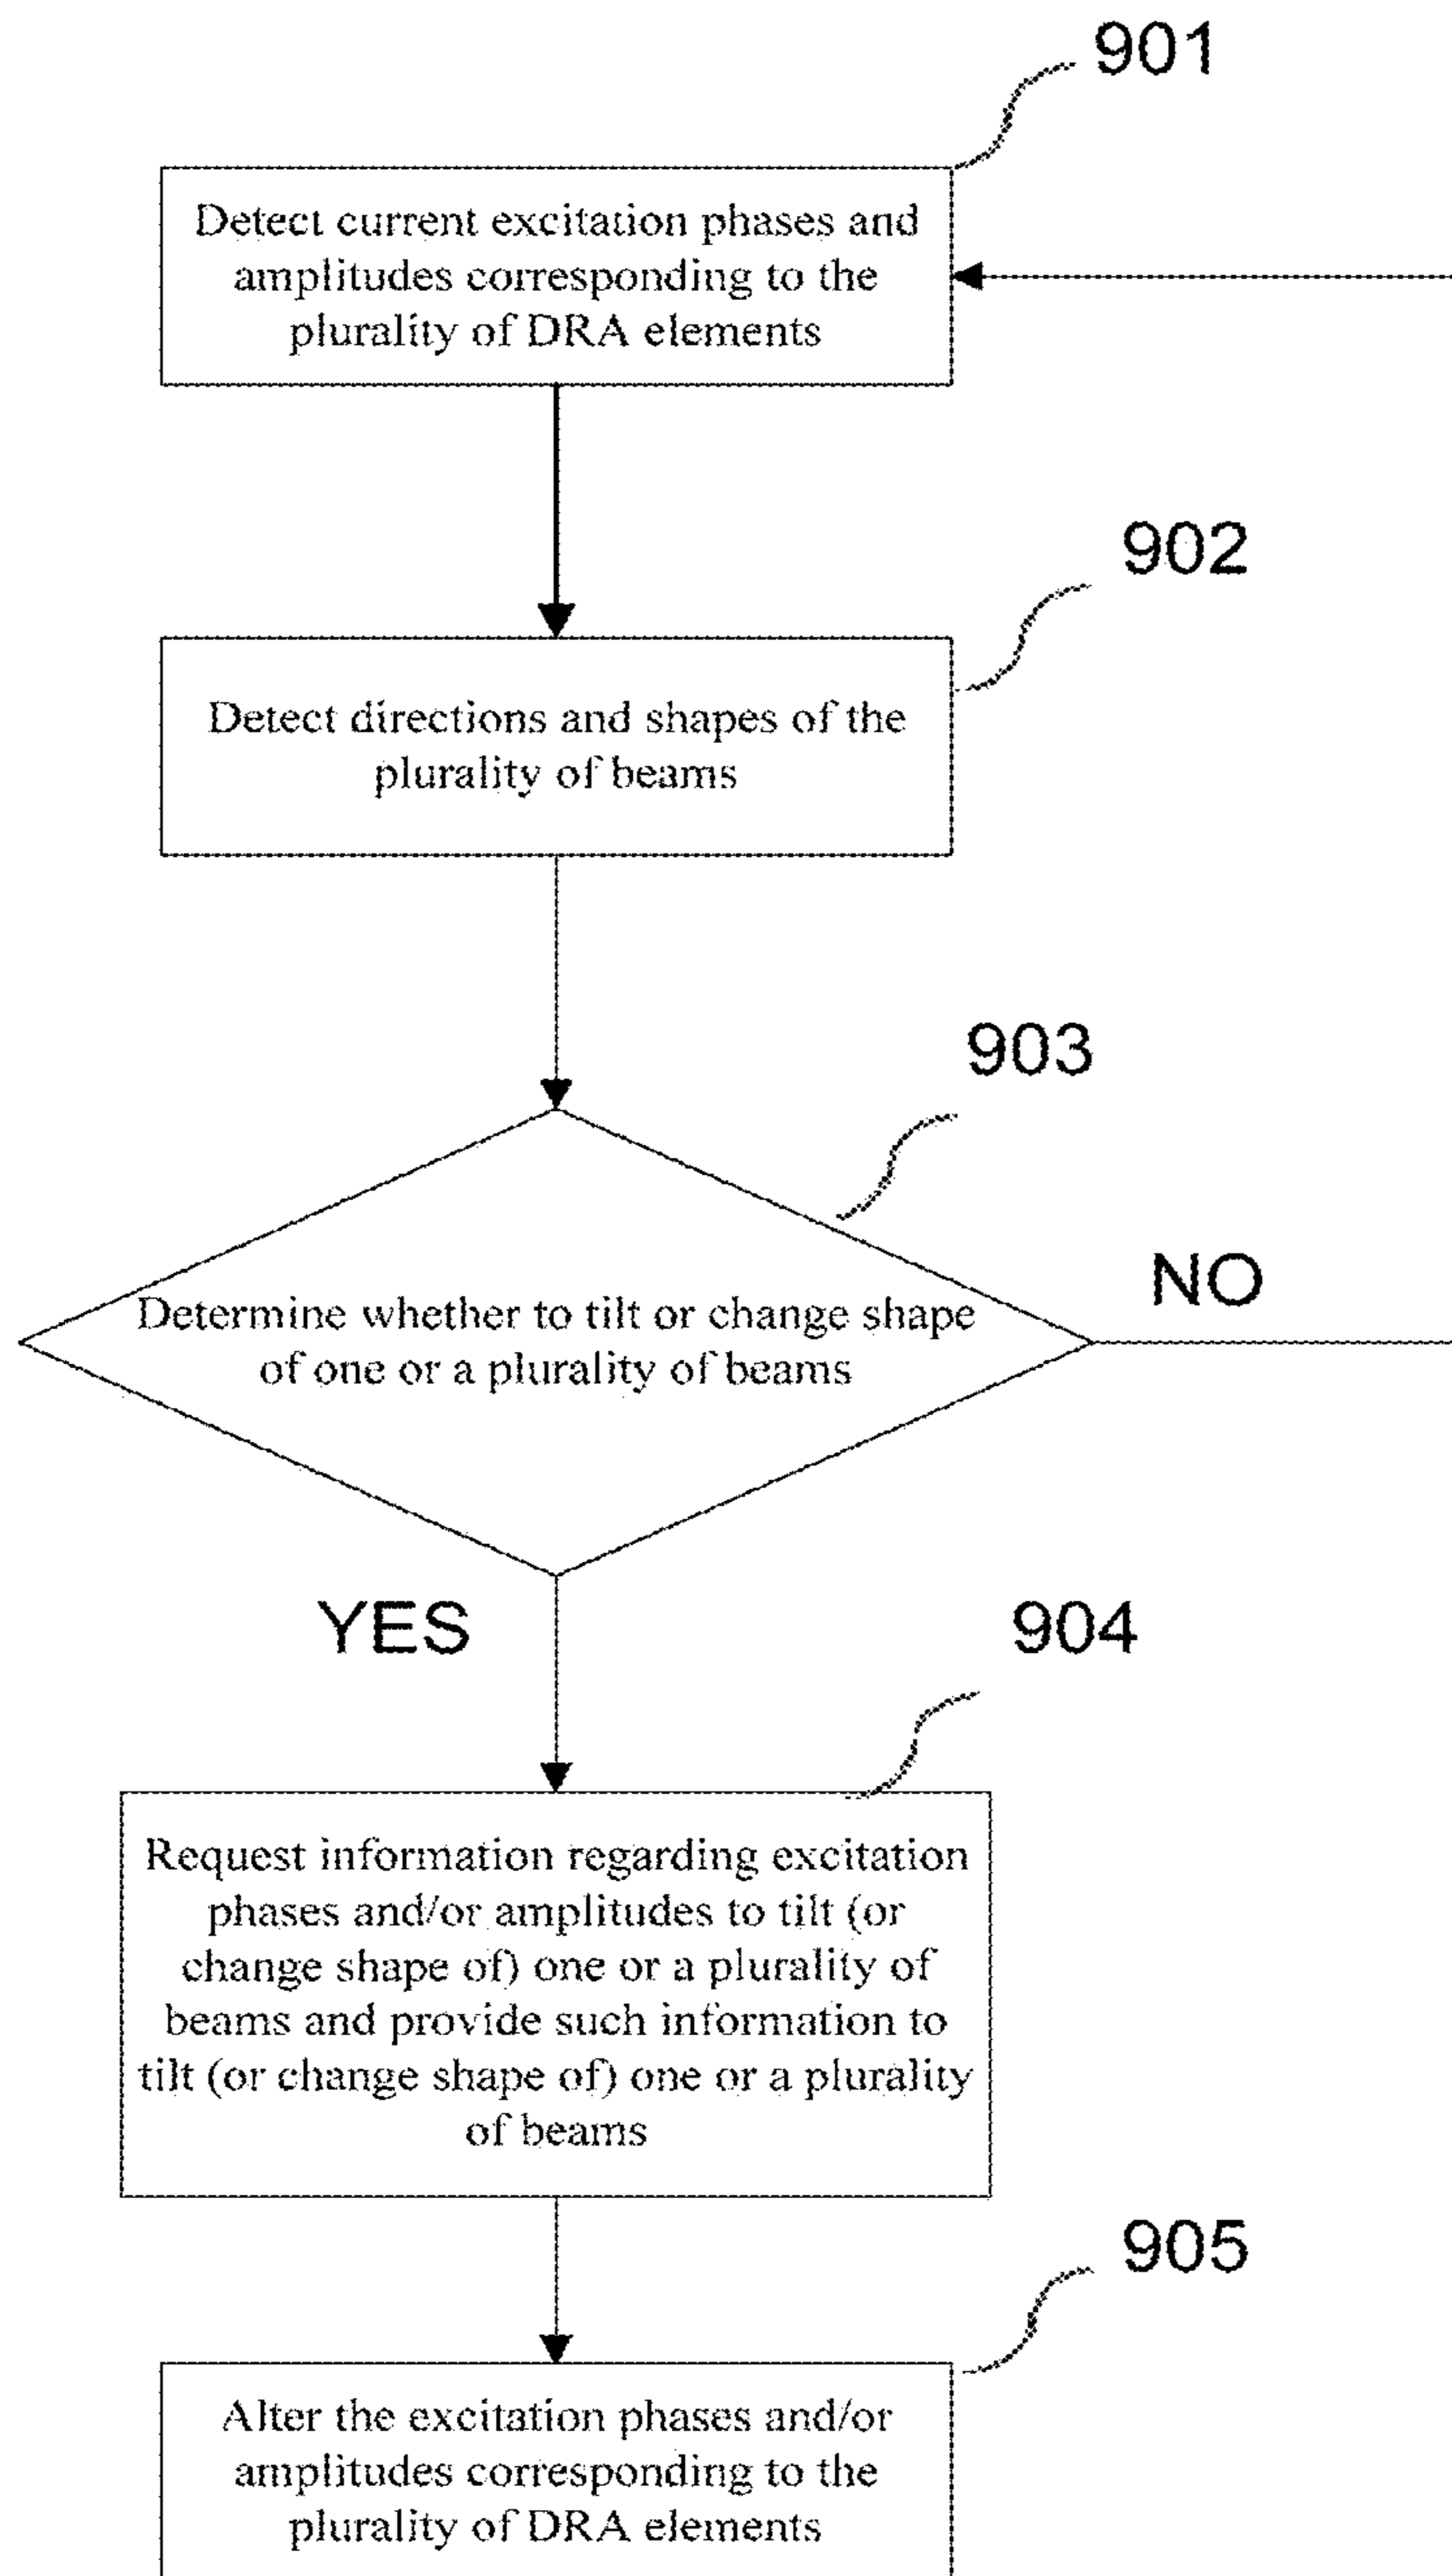 901
Detect current excitation phases and
amplitudes corresponding to the
plurality of DRA elements
902
Detect directions and shapes of the
plurality of beams
903
Determine whether to tilt or change shape
of one or a plurality of beams
NO
YES
904
Request information regarding excitation
phases and/or amplitudes to tilt (or
change shape of) one or a plurality of
beams and provide such information to
tilt (or change shape of) one or a plurality
of beams
905
Alter the excitation phases and/or
amplitudes corresponding to the
plurality of DRA elements